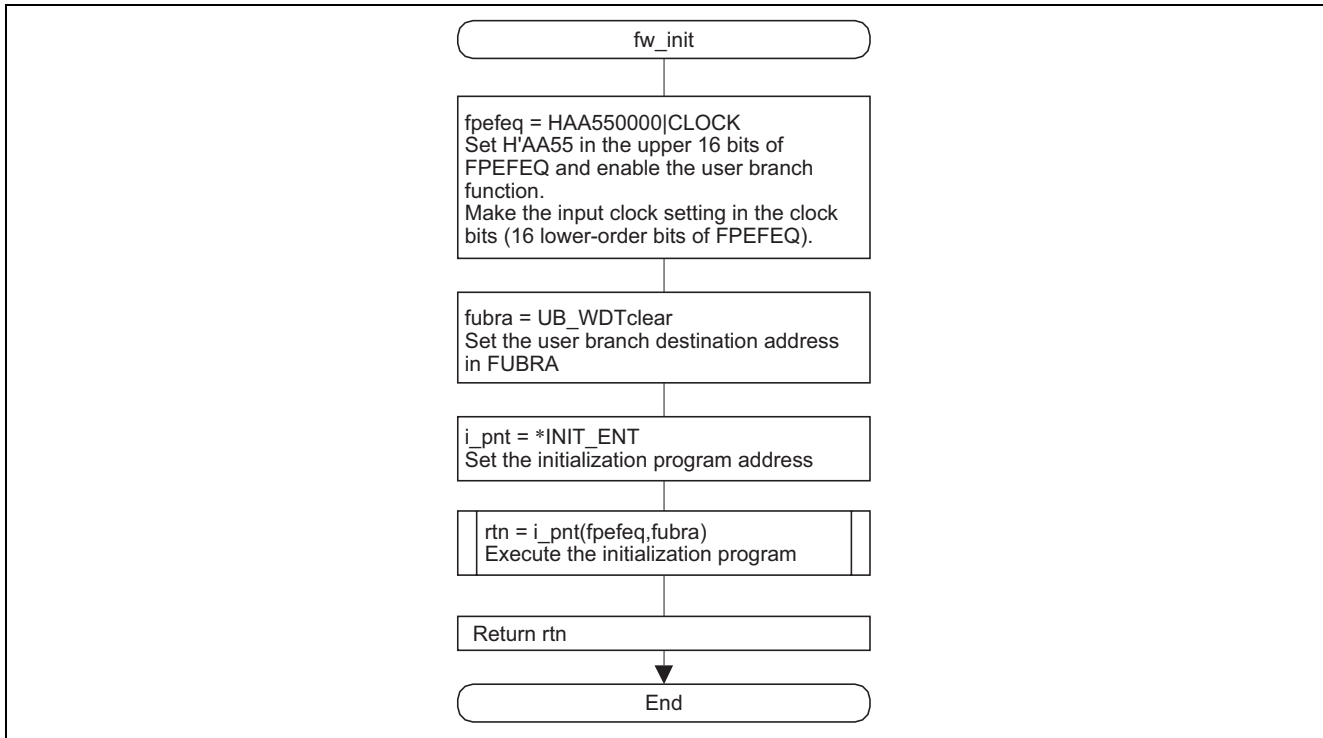 fw_init
fpefeq = HAA550000|CLOCK
Set H'AA55 in the upper 16 bits of
FPEFEQ and enable the user branch
function.
Make the input clock setting in the clock
bits (16 lower-order bits of FPEFEQ).
fubra = UB_WDTclear
Set the user branch destination address
in FUBRA
i_pnt = *INIT_ENT
Set the initialization program address
rtn = i_pnt(fpefeq,fubra)
Execute the initialization program
Return rtn
End